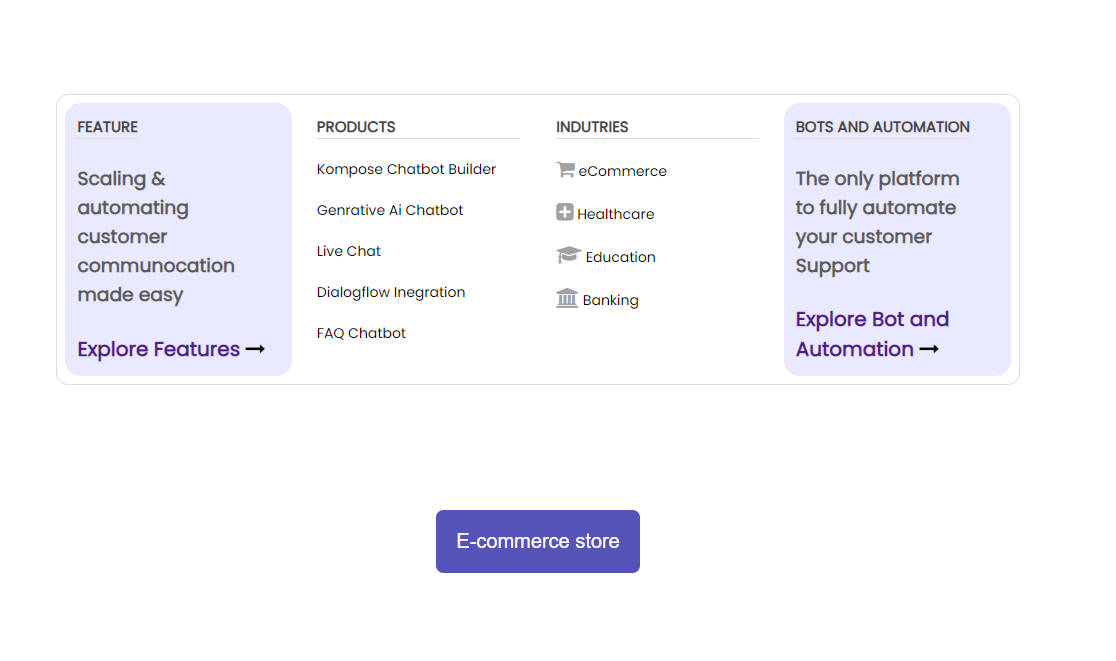 FEATURE
Scaling &
automating
customer
communocation
made easy
Explore Features →
PRODUCTS
Kompose Chatbot Builder
Genrative Ai Chatbot
Live Chat
Dialogflow Inegration
FAQ Chatbot
INDUTRIES
eCommerce
Healthcare
Education
Banking
BOTS AND AUTOMATION
The only platform
to fully automate
your customer
Support
Explore Bot and
Automation →
E-commerce store